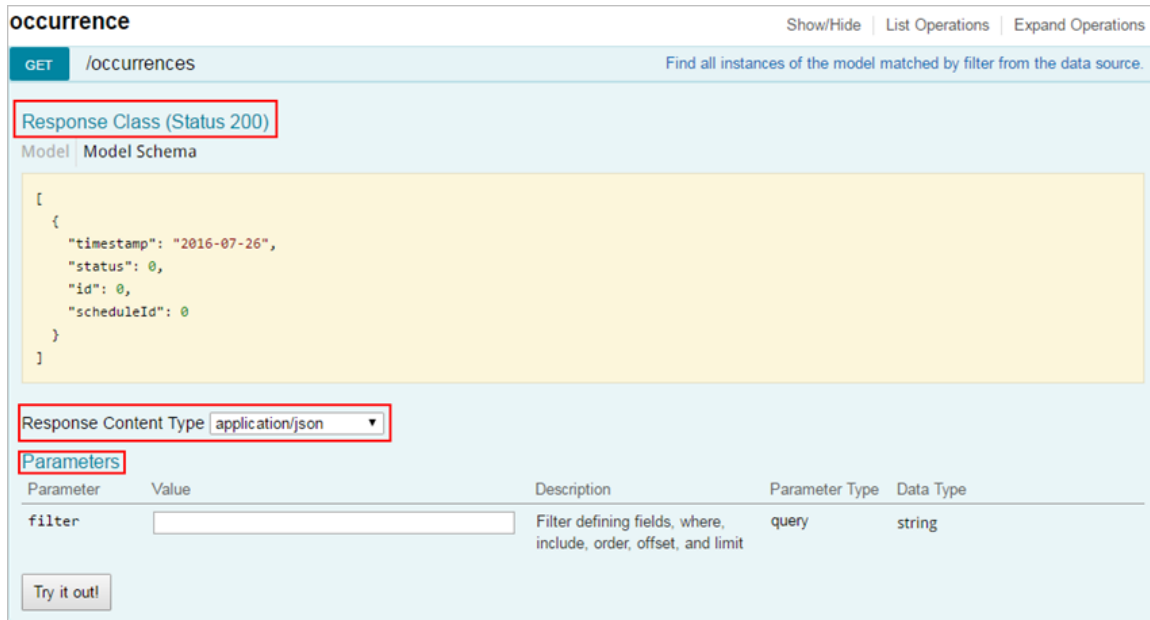 occurrence Show/Hide List Operations Expand Operations
GET /occurrences Find all instances of the model matched by filter from the data source.
Response Class (Status 200)
Model Model Schema
[
{
"timestamp": "2016-07-26",
"status": 0,
"id": 0,
"scheduleId": 0
}
]
Response Content Type application/json
Parameters
Parameter Value Description Parameter Type Data Type
filter Filter defining fields, where, query string
include, order, offset, and limit
Try it out!